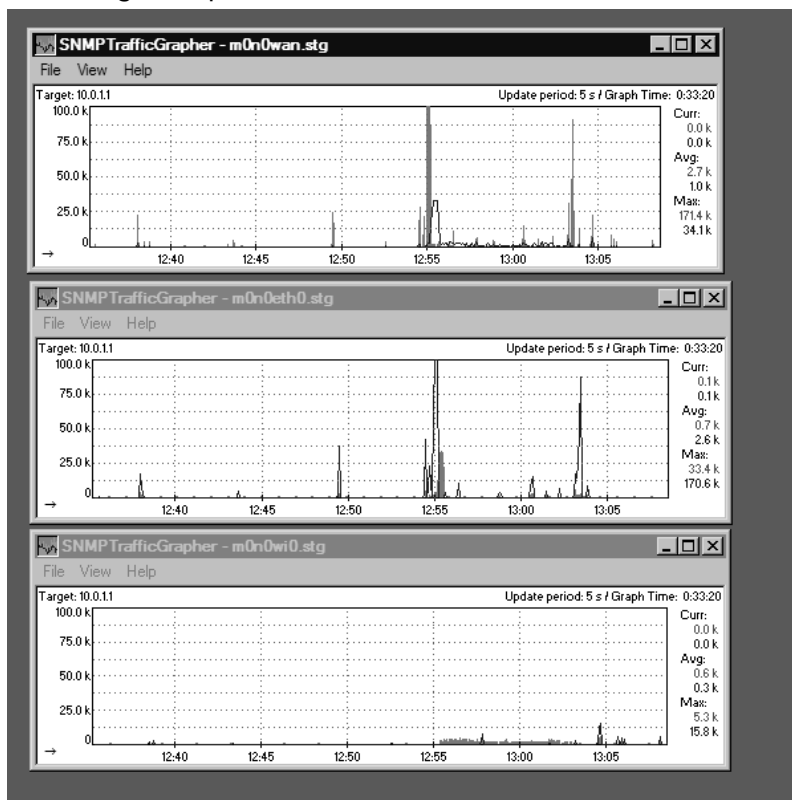 SNMPTrafficGrapher - m0n0wan.stg
File View Help
Target: 10.0.1.1 Update period: 5 s / Graph Time: 0:33:20
100.0 k
75.0 k
50.0 k
25.0 k
0
→
12:40 12:45 12:50 12:55 13:00 13:05
Curr:
0.0 k
0.0 k
Avg:
2.7 k
1.0 k
Max:
171.4 k
34.1 k
SNMPTrafficGrapher - m0n0eth0.stg
File View Help
Target: 10.0.1.1 Update period: 5 s / Graph Time: 0:33:20
100.0 k
75.0 k
50.0 k
25.0 k
0
→
12:40 12:45 12:50 12:55 13:00 13:05
Curr:
0.1 k
0.1 k
Avg:
0.7 k
2.6 k
Max:
33.4 k
170.6 k
SNMPTrafficGrapher - m0n0wi0.stg
File View Help
Target: 10.0.1.1 Update period: 5 s / Graph Time: 0:33:20
100.0 k
75.0 k
50.0 k
25.0 k
0
→
12:40 12:45 12:50 12:55 13:00 13:05
Curr:
0.0 k
0.0 k
Avg:
0.6 k
0.3 k
Max:
5.3 k
15.8 k